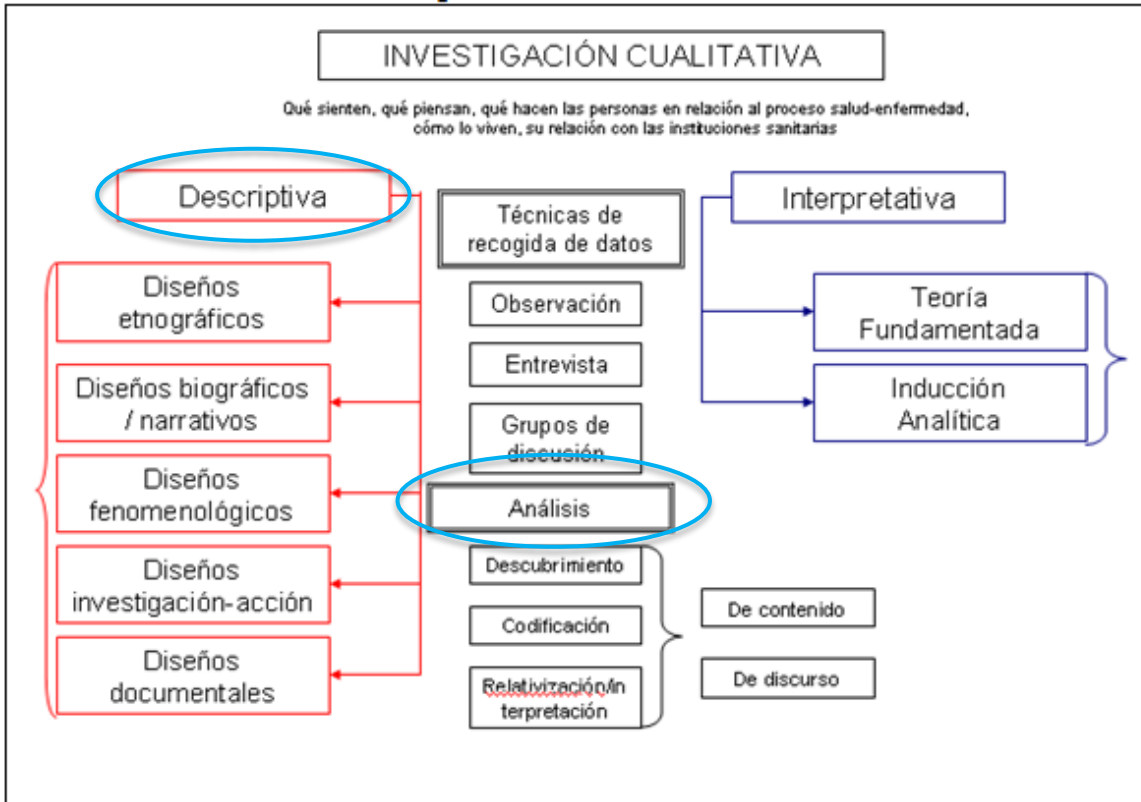 INVESTIGACIÓN CUALITATIVA
Qué sienten, qué piensan, qué hacen las personas en relación al proceso salud-enfermedad,
cómo lo viven, su relación con las instituciones sanitarias
Descriptiva
Diseños
etnográficos
Diseños biográficos
/ narrativos
Diseños
fenomenológicos
Diseños
investigación-acción
Diseños
documentales
Técnicas de
recogida de datos
Observación
Entrevista
Grupos de
discusión
Análisis
Descubrimiento
Codificación
Relativización/in
terpretación
De contenido
De discurso
Interpretativa
Teoría
Fundamentada
Inducción
Analítica